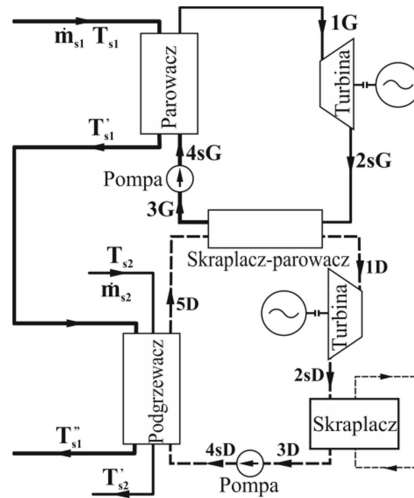 1G
ṁs1 Ts1
Parowacz
Turbina
T's1
4sG
2sG
Pompa
3G
Skraplacz-parowacz
Ts2
1D
ṁs2
5D
Turbina
Podgrzewacz
2sD
Skraplacz
T"s1
4sD
3D
T's2
Pompa